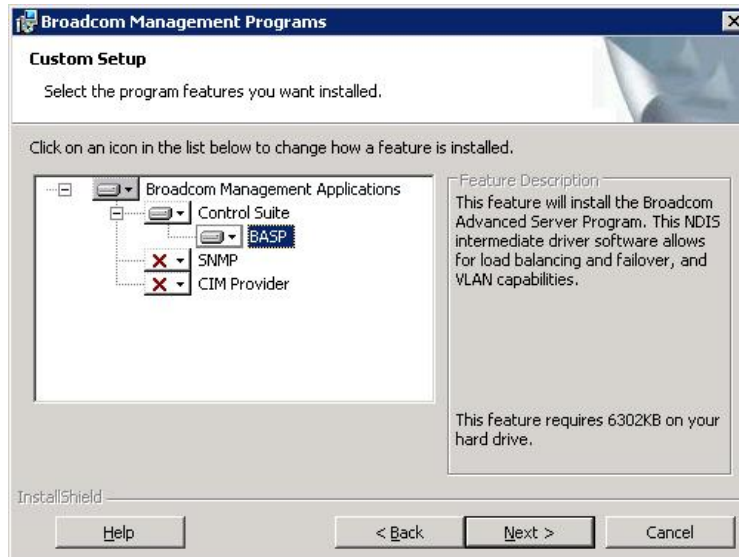 Broadcom Management Programs
Custom Setup
Select the program features you want installed.
Click on an icon in the list below to change how a feature is installed.
Broadcom Management Applications
Control Suite
BASP
SNMP
CIM Provider
Feature Description
This feature will install the Broadcom
Advanced Server Program. This NDIS
intermediate driver software allows
for load balancing and failover, and
VLAN capabilities.
This feature requires 6302KB on your
hard drive.
InstallShield
Help
< Back
Next >
Cancel